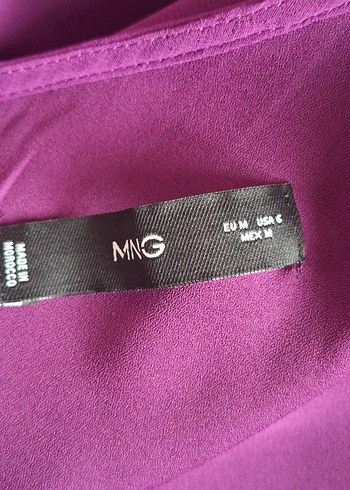 MADE IN
MOROCCO
MNG
EU M USA 6
MEX M